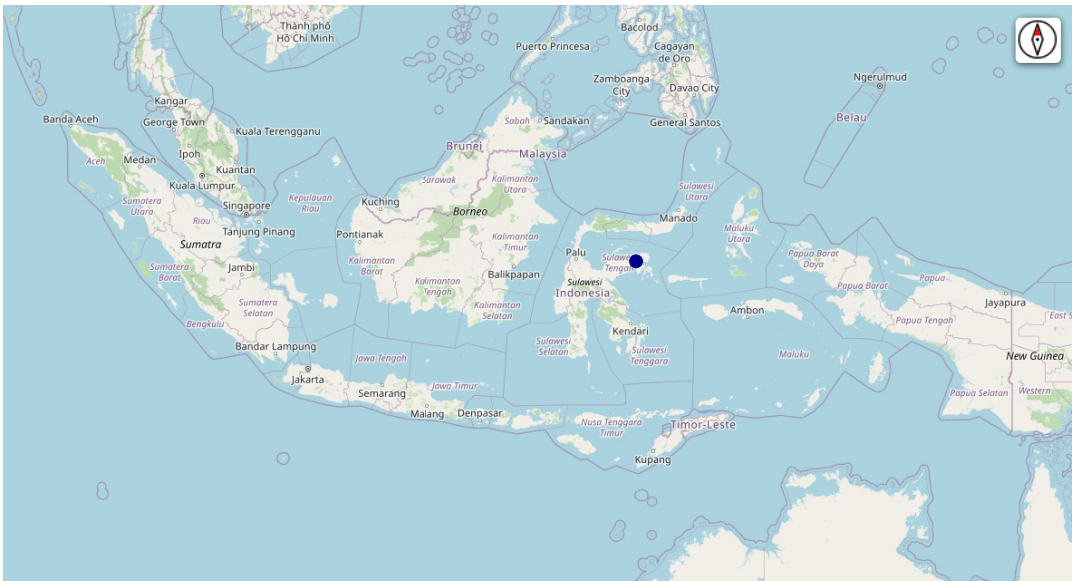 Thành phố
Hồ Chí Minh
Bacolod
Puerto Princesa
Cagayan
de Oro
Zamboanga
City
Davao City
Ngerulmud
Kangar
Banda Aceh
George Town
Kuala Terengganu
Sabah
Sandakan
General Santos
Belau
Ipoh
Brunei
Malaysia
Aceh
Medan
Kuantan
Kuala Lumpur
Sarawak
Kalimantan
Utara
Sulawesi
Utara
Sumatera
Utara
Riau
Singapore
Kepulauan
Riau
Kuching
Borneo
Manado
Tanjung Pinang
Pontianak
Maluku
Utara
Sumatra
Kalimantan
Timur
Palu
Sulawesi
Tengah
Papua Barat
Daya
Sumatera
Barat
Jambi
Kalimantan
Barat
Balikpapan
Kalimantan
Tengah
Sulawesi
Indonesia
Papua Barat
Papua
Sumatera
Selatan
Kalimantan
Selatan
Jayapura
Ambon
Bengkulu
Kendari
Papua Tengah
East S
Bandar Lampung
Jawa Tengah
Sulawesi
Selatan
Sulawesi
Tenggara
Maluku
New Guinea
Jakarta
Semarang
Jawa Timur
Papua Selatan
Western
Malang
Denpasar
Nusa Tenggara
Timur
Timor-Leste
Kupang